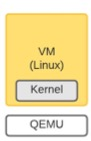 VM
(Linux)
Kernel
QEMU